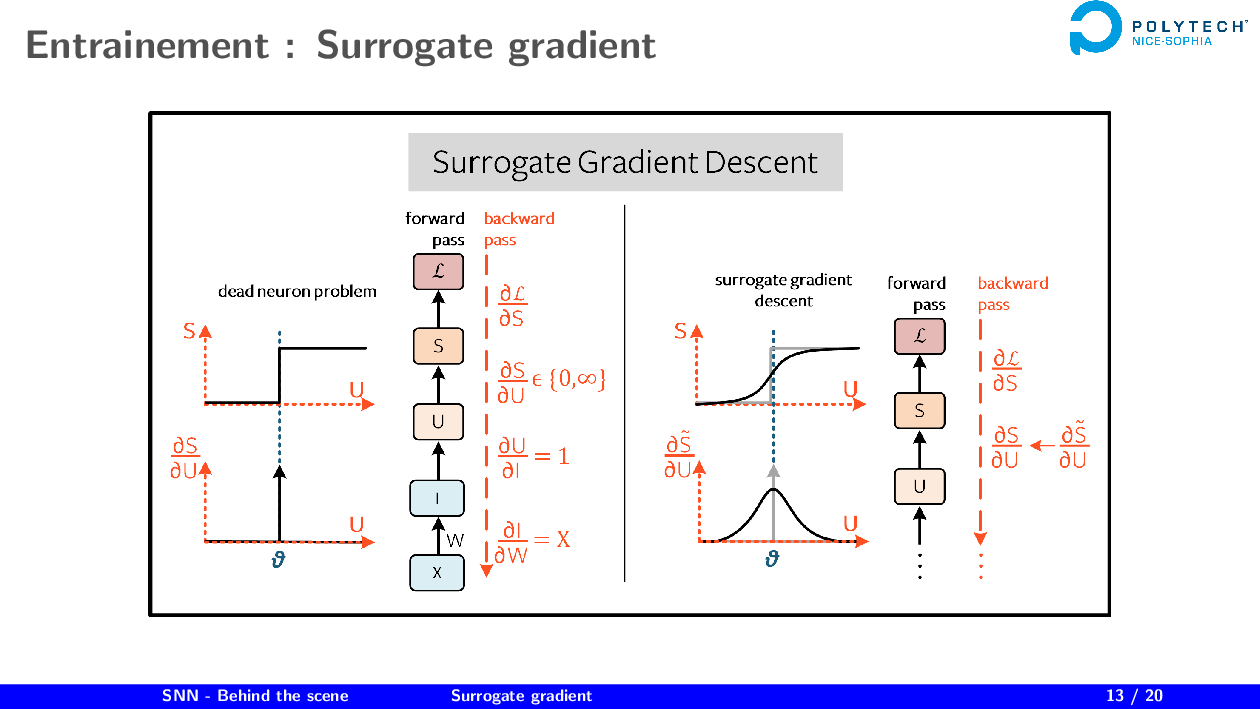 Entrainement : Surrogate gradient
POLYTECH
NICE-SOPHIA
Surrogate Gradient Descent
dead neuron problem
S
U
∂S
∂U
U
ϑ
forward
pass
ℒ
S
U
I
W
X
backward
pass
∂ℒ
∂S
∂S
∂U ϵ {0,∞}
∂U
∂I = 1
∂I
∂W = X
surrogate gradient
descent
S
U
∂S̃
∂U
U
ϑ
forward
pass
ℒ
S
U
backward
pass
∂ℒ
∂S
∂S ← ∂S̃
∂U ∂U
SNN - Behind the scene
Surrogate gradient
13 / 20